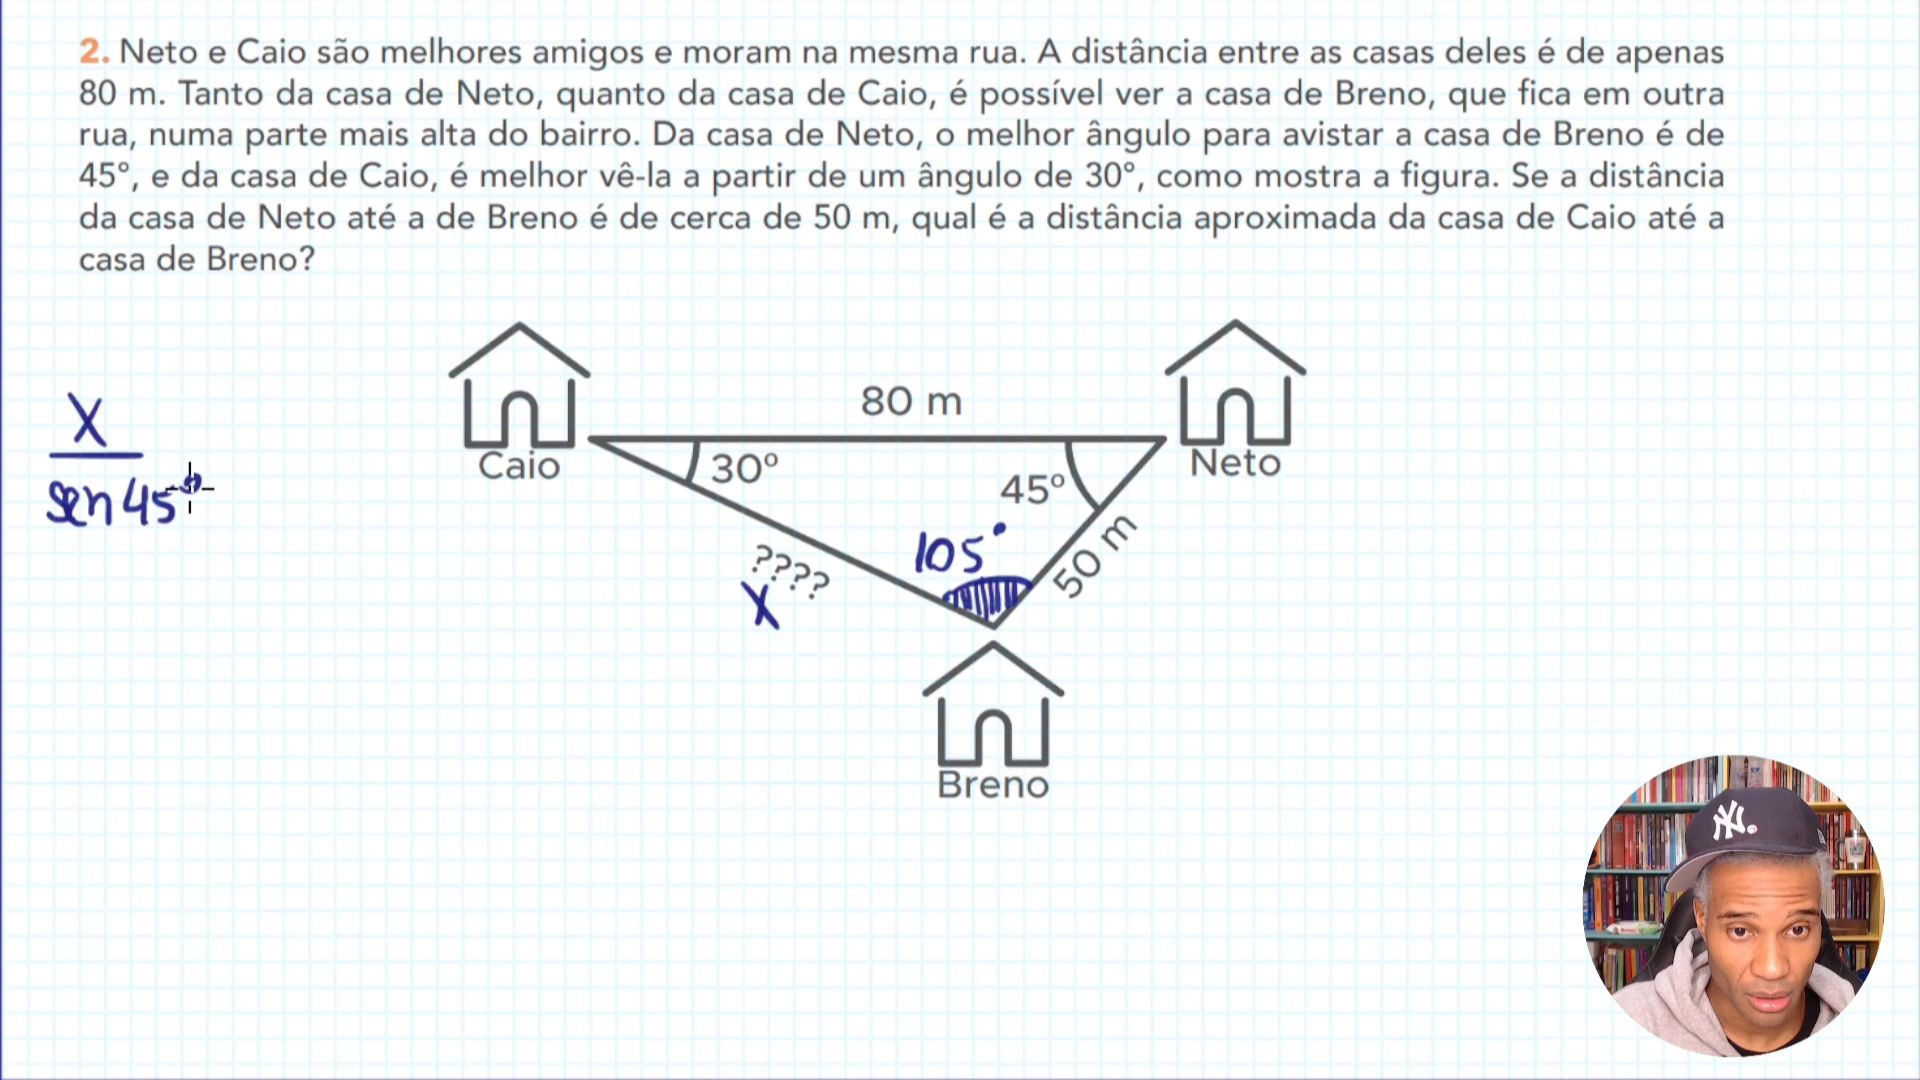 2. Neto e Caio são melhores amigos e moram na mesma rua. A distância entre as casas deles é de apenas
80 m. Tanto da casa de Neto, quanto da casa de Caio, é possível ver a casa de Breno, que fica em outra
rua, numa parte mais alta do bairro. Da casa de Neto, o melhor ângulo para avistar a casa de Breno é de
45º, e da casa de Caio, é melhor vê-la a partir de um ângulo de 30º, como mostra a figura. Se a distância
da casa de Neto até a de Breno é de cerca de 50 m, qual é a distância aproximada da casa de Caio até a
casa de Breno?
80 m
X
sen 45°
Caio
30º
45º
Neto
105°
50 m
????
X
Breno
NY